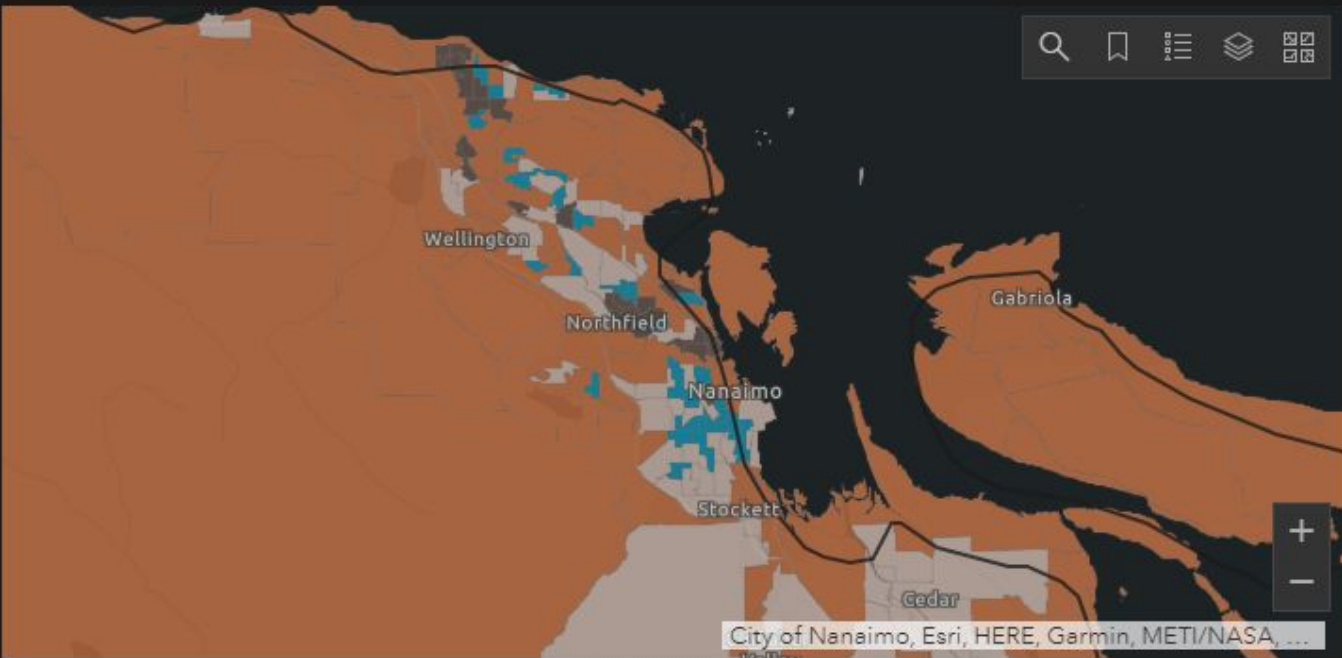 Wellington
Gabriola
Northfield
Nanaimo
Stockett
Cedar
City of Nanaimo, Esri, HERE, Garmin, METI/NASA, ...